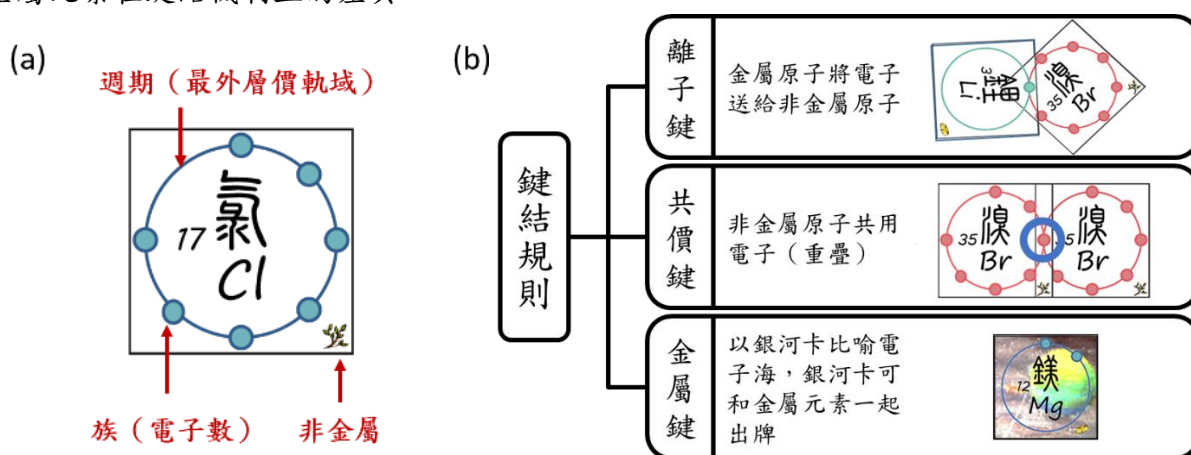 (a)
週期（最外層價軌域）
17
氯
Cl
族（電子數）
非金屬
(b)
鍵結規則
離子鍵
金屬原子將電子
送給非金屬原子
3
鋰
Li
35
溴
Br
共價鍵
非金屬原子共用
電子（重疊）
35
溴
Br
35
溴
Br
金屬鍵
以銀河卡比喻電
子海，銀河卡可
和金屬元素一起
出牌
12
鎂
Mg